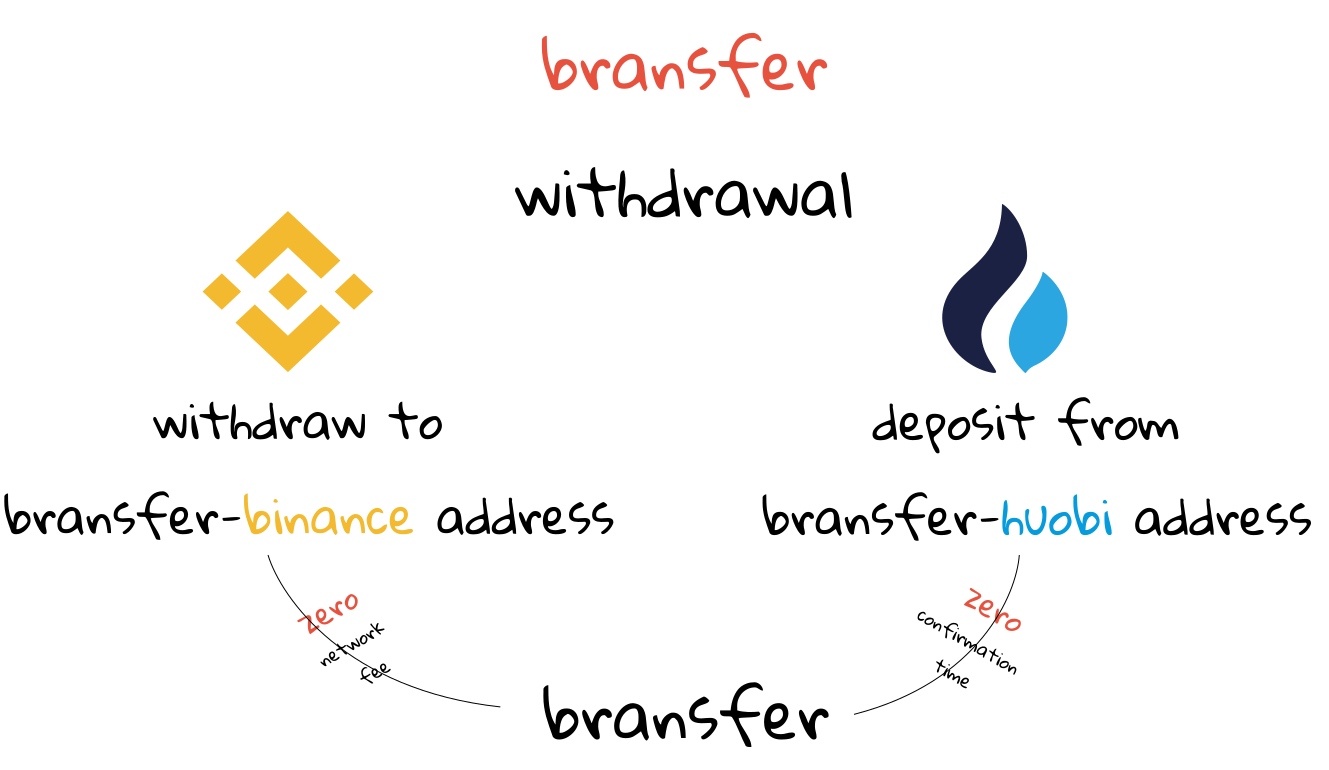 bransfer
withdrawal
withdraw to
bransfer-binance address
zero
network
fee
deposit from
bransfer-huobi address
zero
confirmation
time
bransfer